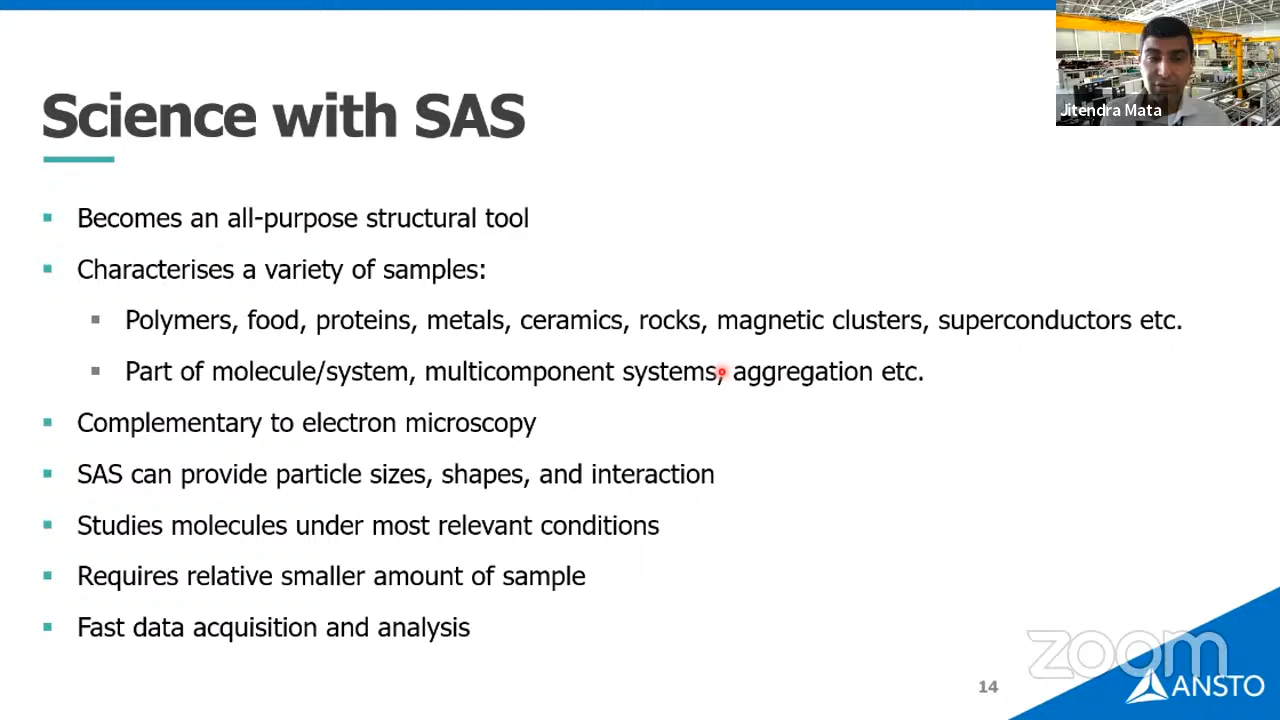 Jitendra Mata
Science with SAS
Becomes an all-purpose structural tool
Characterises a variety of samples:
Polymers, food, proteins, metals, ceramics, rocks, magnetic clusters, superconductors etc.
Part of molecule/system, multicomponent systems, aggregation etc.
Complementary to electron microscopy
SAS can provide particle sizes, shapes, and interaction
Studies molecules under most relevant conditions
Requires relative smaller amount of sample
Fast data acquisition and analysis
zoom
14
ANSTO